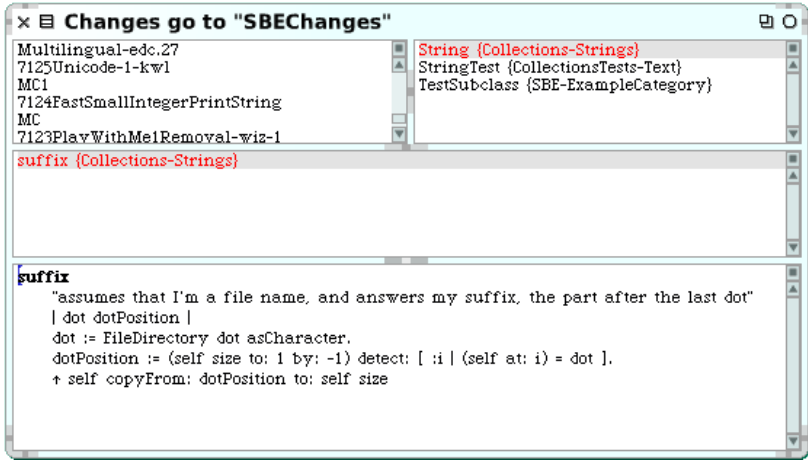 Changes go to "SBEChanges"
Multilingual-edc.27
7125Unicode-1-kwl
MC1
7124FastSmallIntegerPrintString
MC
7123PlayWithMe1Removal-wiz-1
String {Collections-Strings}
StringTest {CollectionsTests-Text}
TestSubclass {SBE-ExampleCategory}
suffix {Collections-Strings}
suffix
"assumes that I'm a file name, and answers my suffix, the part after the last dot"
| dot dotPosition |
dot := FileDirectory dot asCharacter.
dotPosition := (self size to: 1 by: -1) detect: [ :i | (self at: i) = dot ].
↑ self copyFrom: dotPosition to: self size